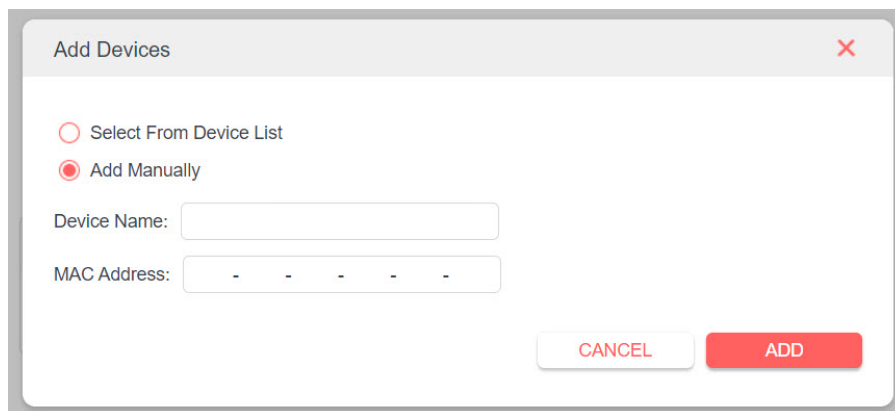 Add Devices
Select From Device List
Add Manually
Device Name:
MAC Address: - - - - -
CANCEL ADD